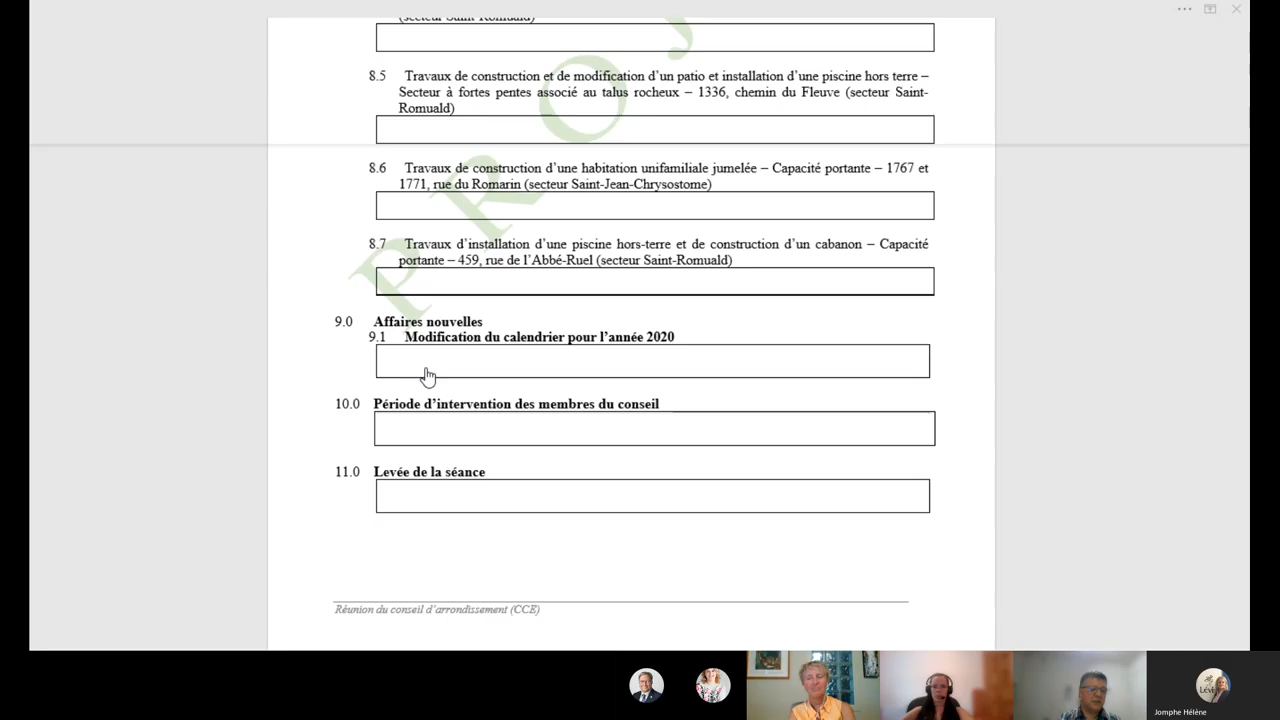 (secteur Saint-Romuald)
8.5 Travaux de construction et de modification d’un patio et installation d’une piscine hors terre –
Secteur à fortes pentes associé au talus rocheux – 1336, chemin du Fleuve (secteur Saint-
Romuald)
8.6 Travaux de construction d’une habitation unifamiliale jumelée – Capacité portante – 1767 et
1771, rue du Romarin (secteur Saint-Jean-Chrysostome)
8.7 Travaux d’installation d’une piscine hors-terre et de construction d’un cabanon – Capacité
portante – 459, rue de l’Abbé-Ruel (secteur Saint-Romuald)
PROJ
9.0 Affaires nouvelles
9.1 Modification du calendrier pour l’année 2020
10.0 Période d’intervention des membres du conseil
11.0 Levée de la séance
Réunion du conseil d’arrondissement (CCE)
Lévi
Jomphe Hélène